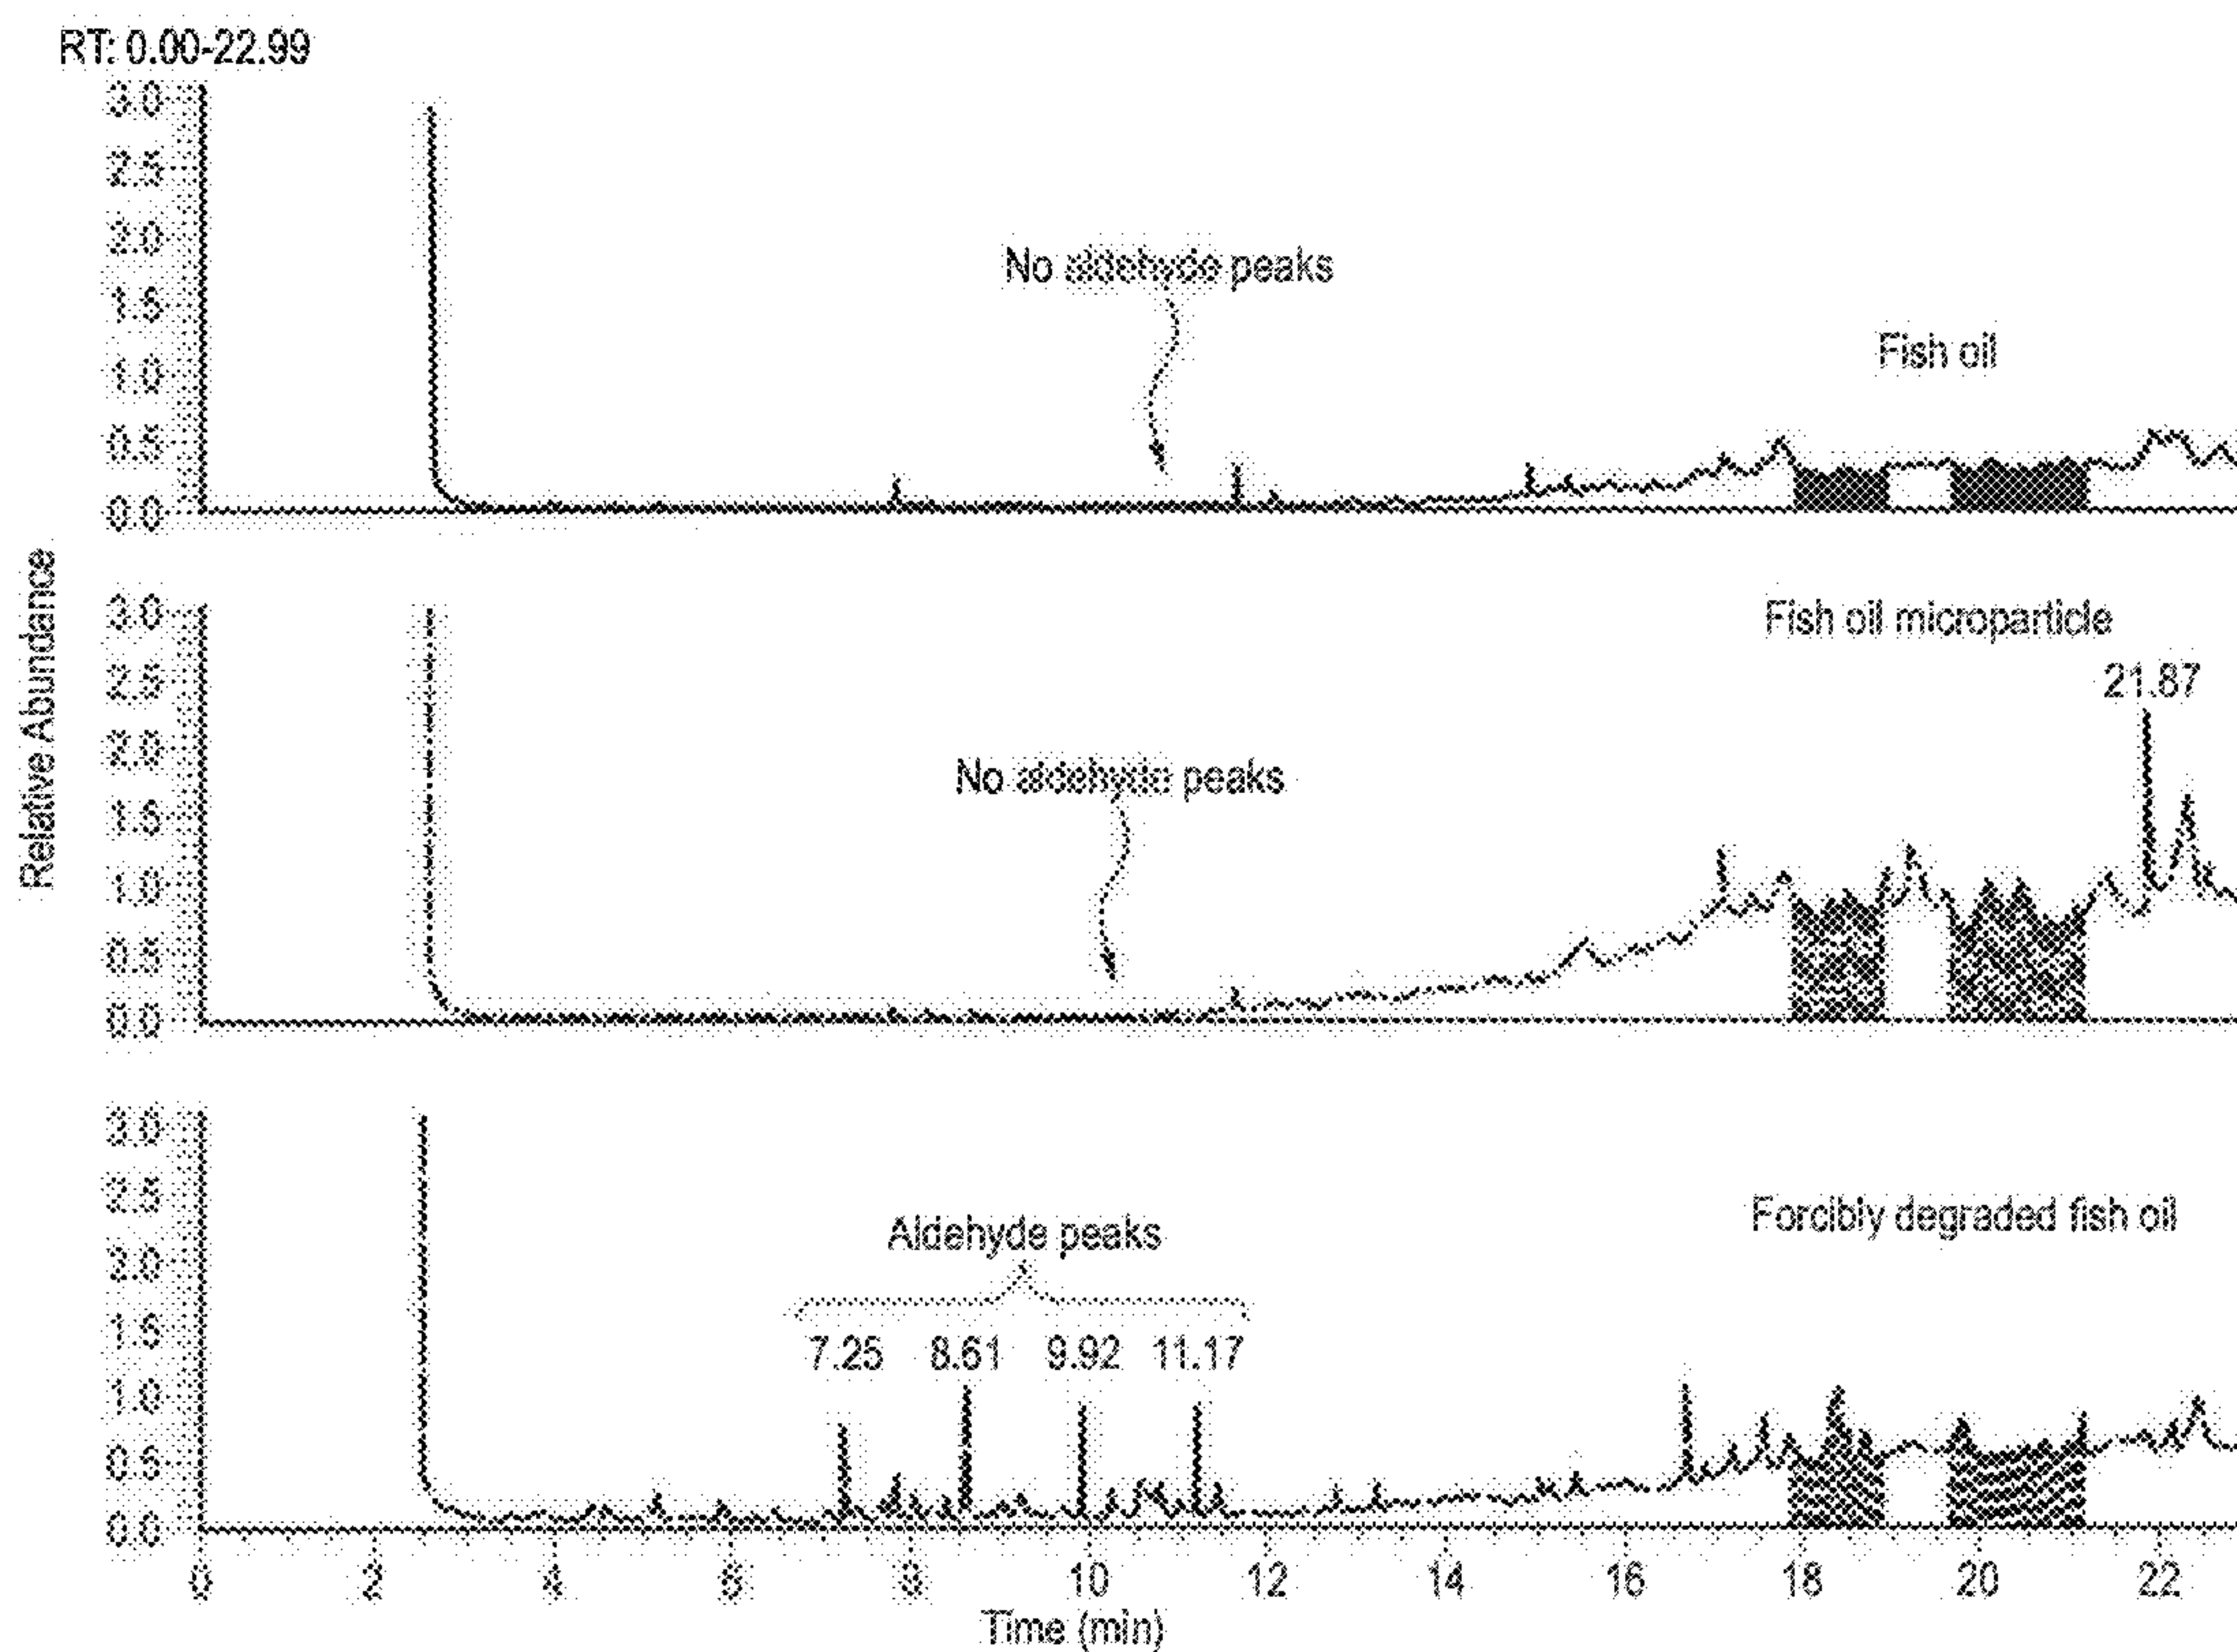 RT: 0.00-22.99
Relative Abundance
3.0
2.5
2.0
1.5
1.0
0.5
0.0
No aldehyde peaks
Fish oil
3.0
2.5
2.0
1.5
1.0
0.5
0.0
No aldehyde peaks
Fish oil microparticle
21.87
3.0
2.5
2.0
1.5
1.0
0.5
0.0
Aldehyde peaks
7.25 8.61 9.92 11.17
Forcibly degraded fish oil
0 2 4 6 8 10 12 14 16 18 20 22
Time (min)